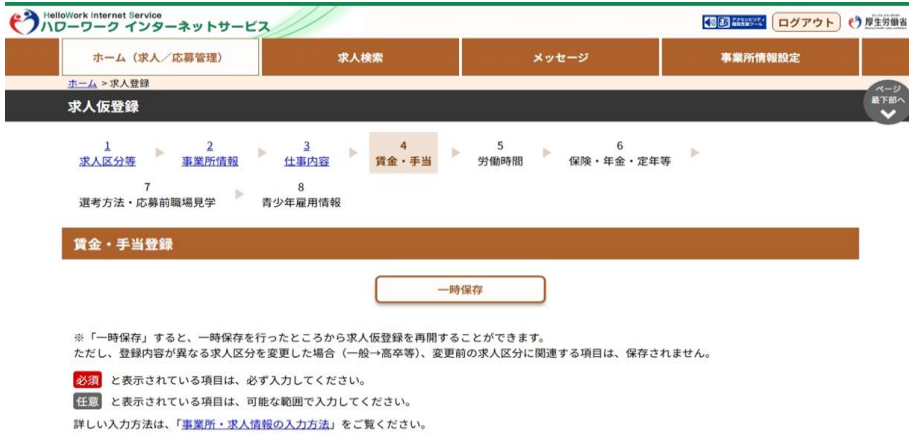 HelloWork Internet Service
ハローワーク インターネットサービス
ログアウト
厚生労働省
ホーム（求人／応募管理）
求人検索
メッセージ
事業所情報設定
ホーム > 求人登録
ページ
最下部へ
求人仮登録
1
求人区分等
2
事業所情報
3
仕事内容
4
賃金・手当
5
労働時間
6
保険・年金・定年等
7
選考方法・応募前職場見学
8
青少年雇用情報
賃金・手当登録
一時保存
※「一時保存」すると、一時保存を行ったところから求人仮登録を再開することができます。
ただし、登録内容が異なる求人区分を変更した場合（一般→高卒等）、変更前の求人区分に関連する項目は、保存されません。
必須 と表示されている項目は、必ず入力してください。
任意 と表示されている項目は、可能な範囲で入力してください。
詳しい入力方法は、「事業所・求人情報の入力方法」をご覧ください。